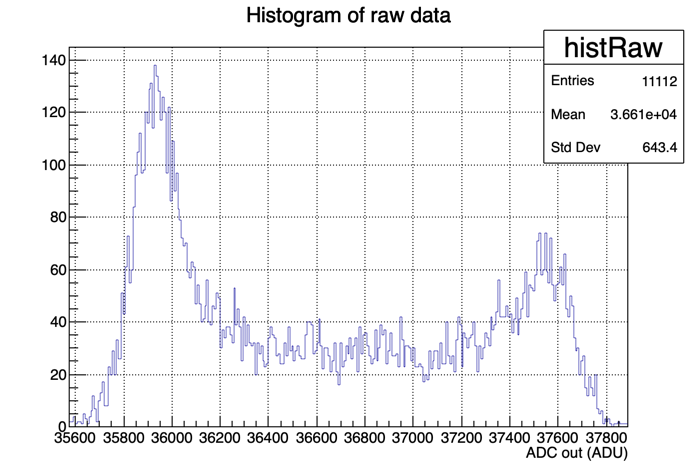 Histogram of raw data
histRaw
Entries 11112
Mean 3.661e+04
Std Dev 643.4
140
120
100
80
60
40
20
0
35600 35800 36000 36200 36400 36600 36800 37000 37200 37400 37600 37800
ADC out (ADU)